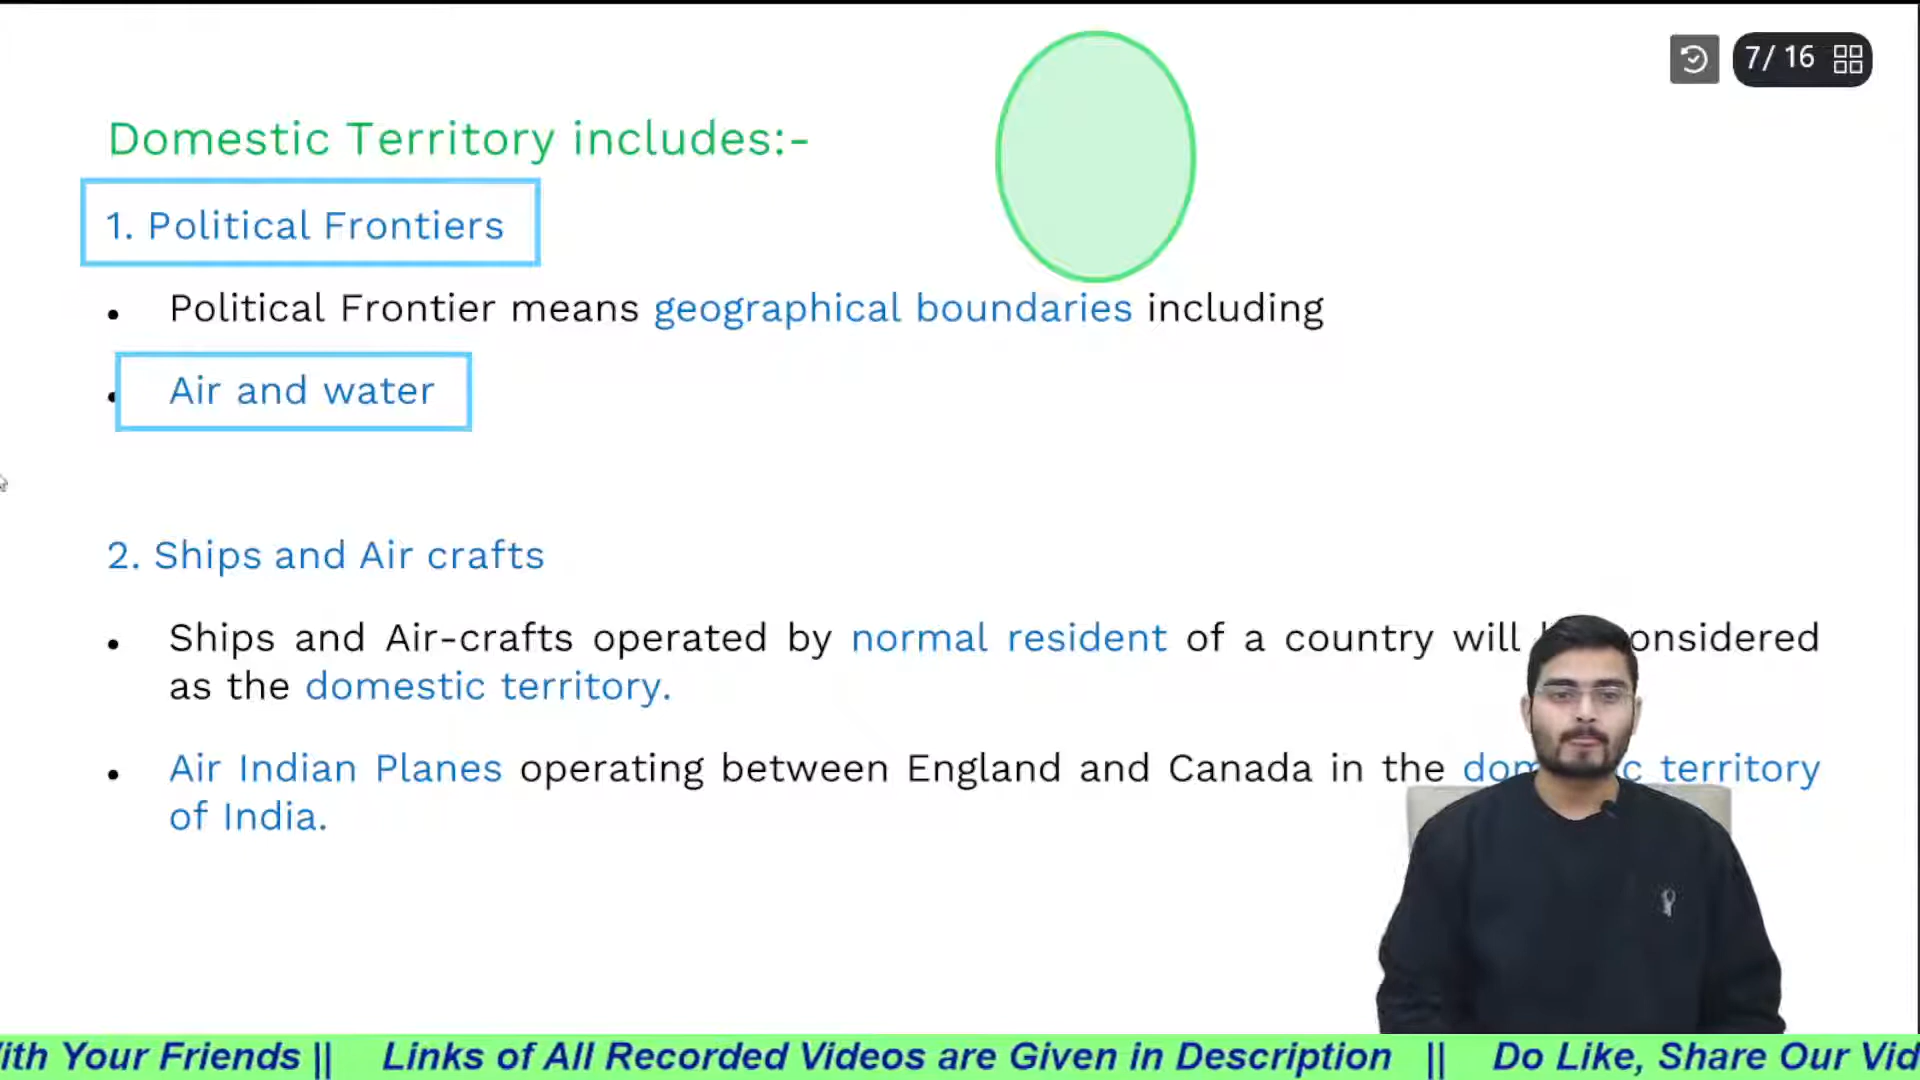 7/ 16
Domestic Territory includes:-
1. Political Frontiers
• Political Frontier means geographical boundaries including
• Air and water
2. Ships and Air crafts
• Ships and Air-crafts operated by normal resident of a country will onsidered
as the domestic territory.
• Air Indian Planes operating between England and Canada in the territory
of India.
With Your Friends || Links of All Recorded Videos are Given in Description || Do Like, Share Our Vid